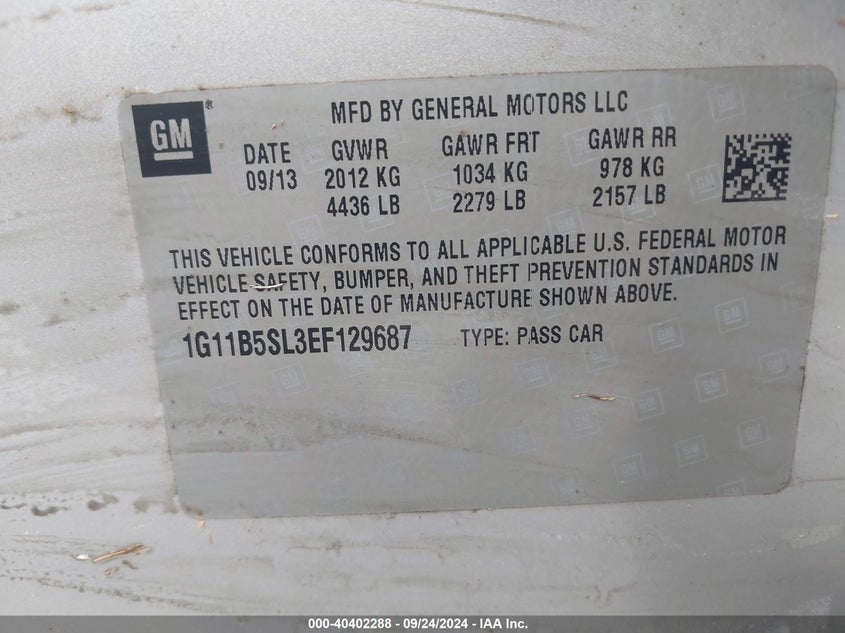 GM®
MFD BY GENERAL MOTORS LLC
DATE GVWR GAWR FRT GAWR RR
09/13 2012 KG 1034 KG 978 KG
4436 LB 2279 LB 2157 LB
THIS VEHICLE CONFORMS TO ALL APPLICABLE U.S. FEDERAL MOTOR
VEHICLE SAFETY, BUMPER, AND THEFT PREVENTION STANDARDS IN
EFFECT ON THE DATE OF MANUFACTURE SHOWN ABOVE.
1G11B5SL3EF129687 TYPE: PASS CAR
000-40402288 - 09/24/2024 - IAA Inc.